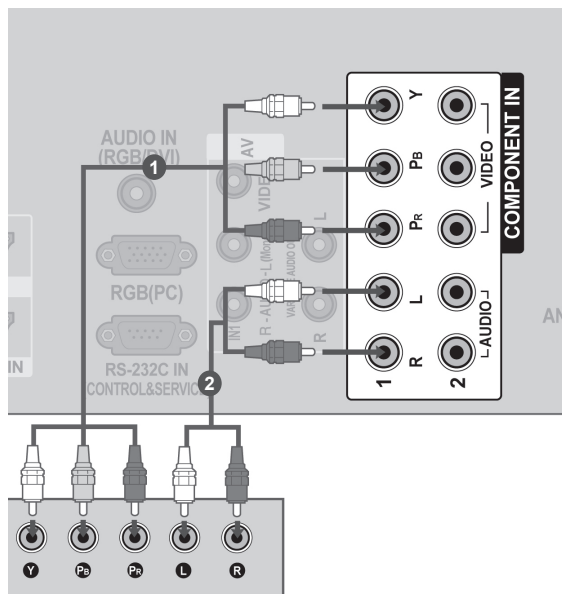 AUDIO IN
(RGB/DVI)
1
AV
VIDEO
L
Y
PB
PR
L
R
1
2
VIDEO
AUDIO
COMPONENT IN
RGB(PC)
RS-232C IN
CONTROL&SERVICE
IN
IN1
R
2
AN
Y
PB
PR
L
R